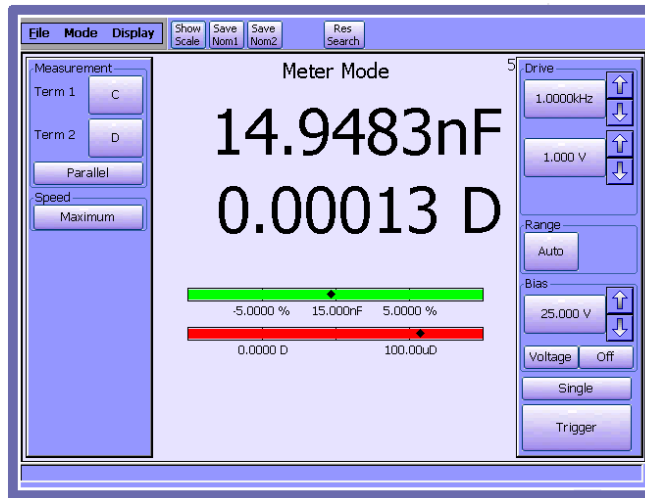 File Mode Display
Show Scale
Save Nom1
Save Nom2
Res Search
Measurement
Term 1 C
Term 2 D
Parallel
Speed
Maximum
Meter Mode
5
14.9483nF
0.00013 D
-5.0000 % 15.000nF 5.0000 %
0.0000 D 100.00uD
Drive
1.0000kHz
1.000 V
Range
Auto
Bias
25.000 V
Voltage Off
Single
Trigger